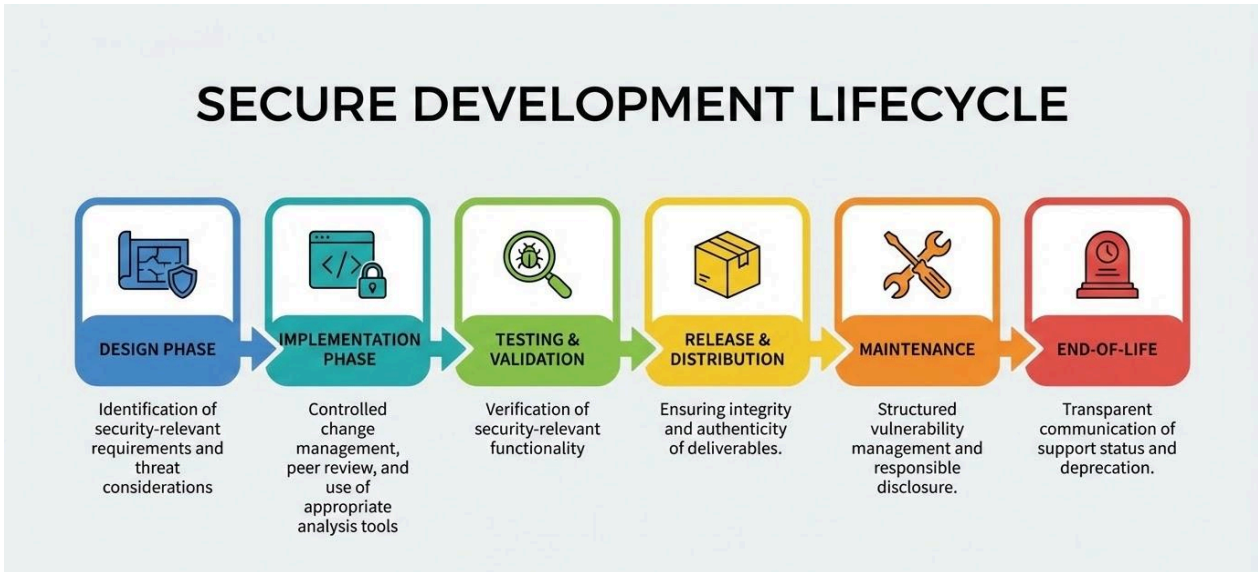 SECURE DEVELOPMENT LIFECYCLE
DESIGN PHASE
Identification of
security-relevant
requirements and
threat
considerations
IMPLEMENTATION
PHASE
Controlled
change
management,
peer review, and
use of
appropriate
analysis tools
TESTING &
VALIDATION
Verification of
security-relevant
functionality
RELEASE &
DISTRIBUTION
Ensuring integrity
and authenticity
of deliverables.
MAINTENANCE
Structured
vulnerability
management and
responsible
disclosure.
END-OF-LIFE
Transparent
communication of
support status and
deprecation.